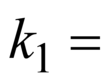 k₁ =